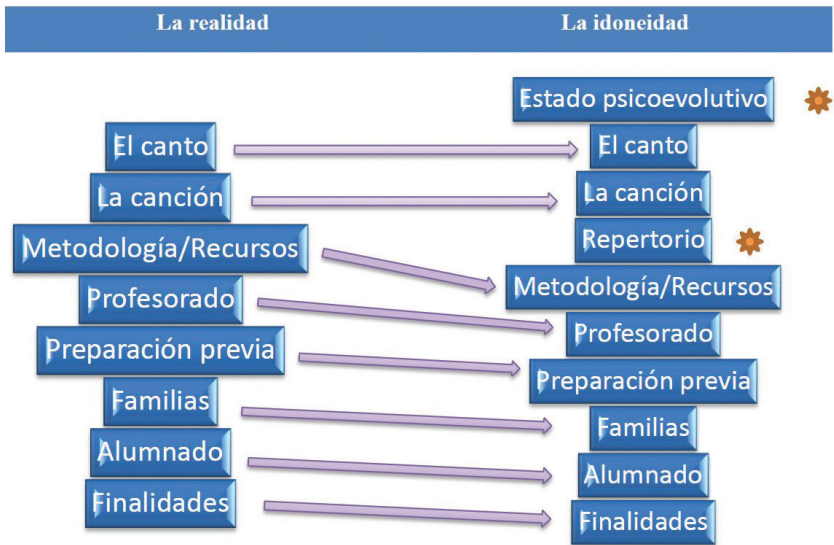 La realidad
La idoneidad
El canto
La canción
Metodología/Recursos
Profesorado
Preparación previa
Familias
Alumnado
Finalidades
Estado psicoevolutivo
El canto
La canción
Repertorio
Metodología/Recursos
Profesorado
Preparación previa
Familias
Alumnado
Finalidades